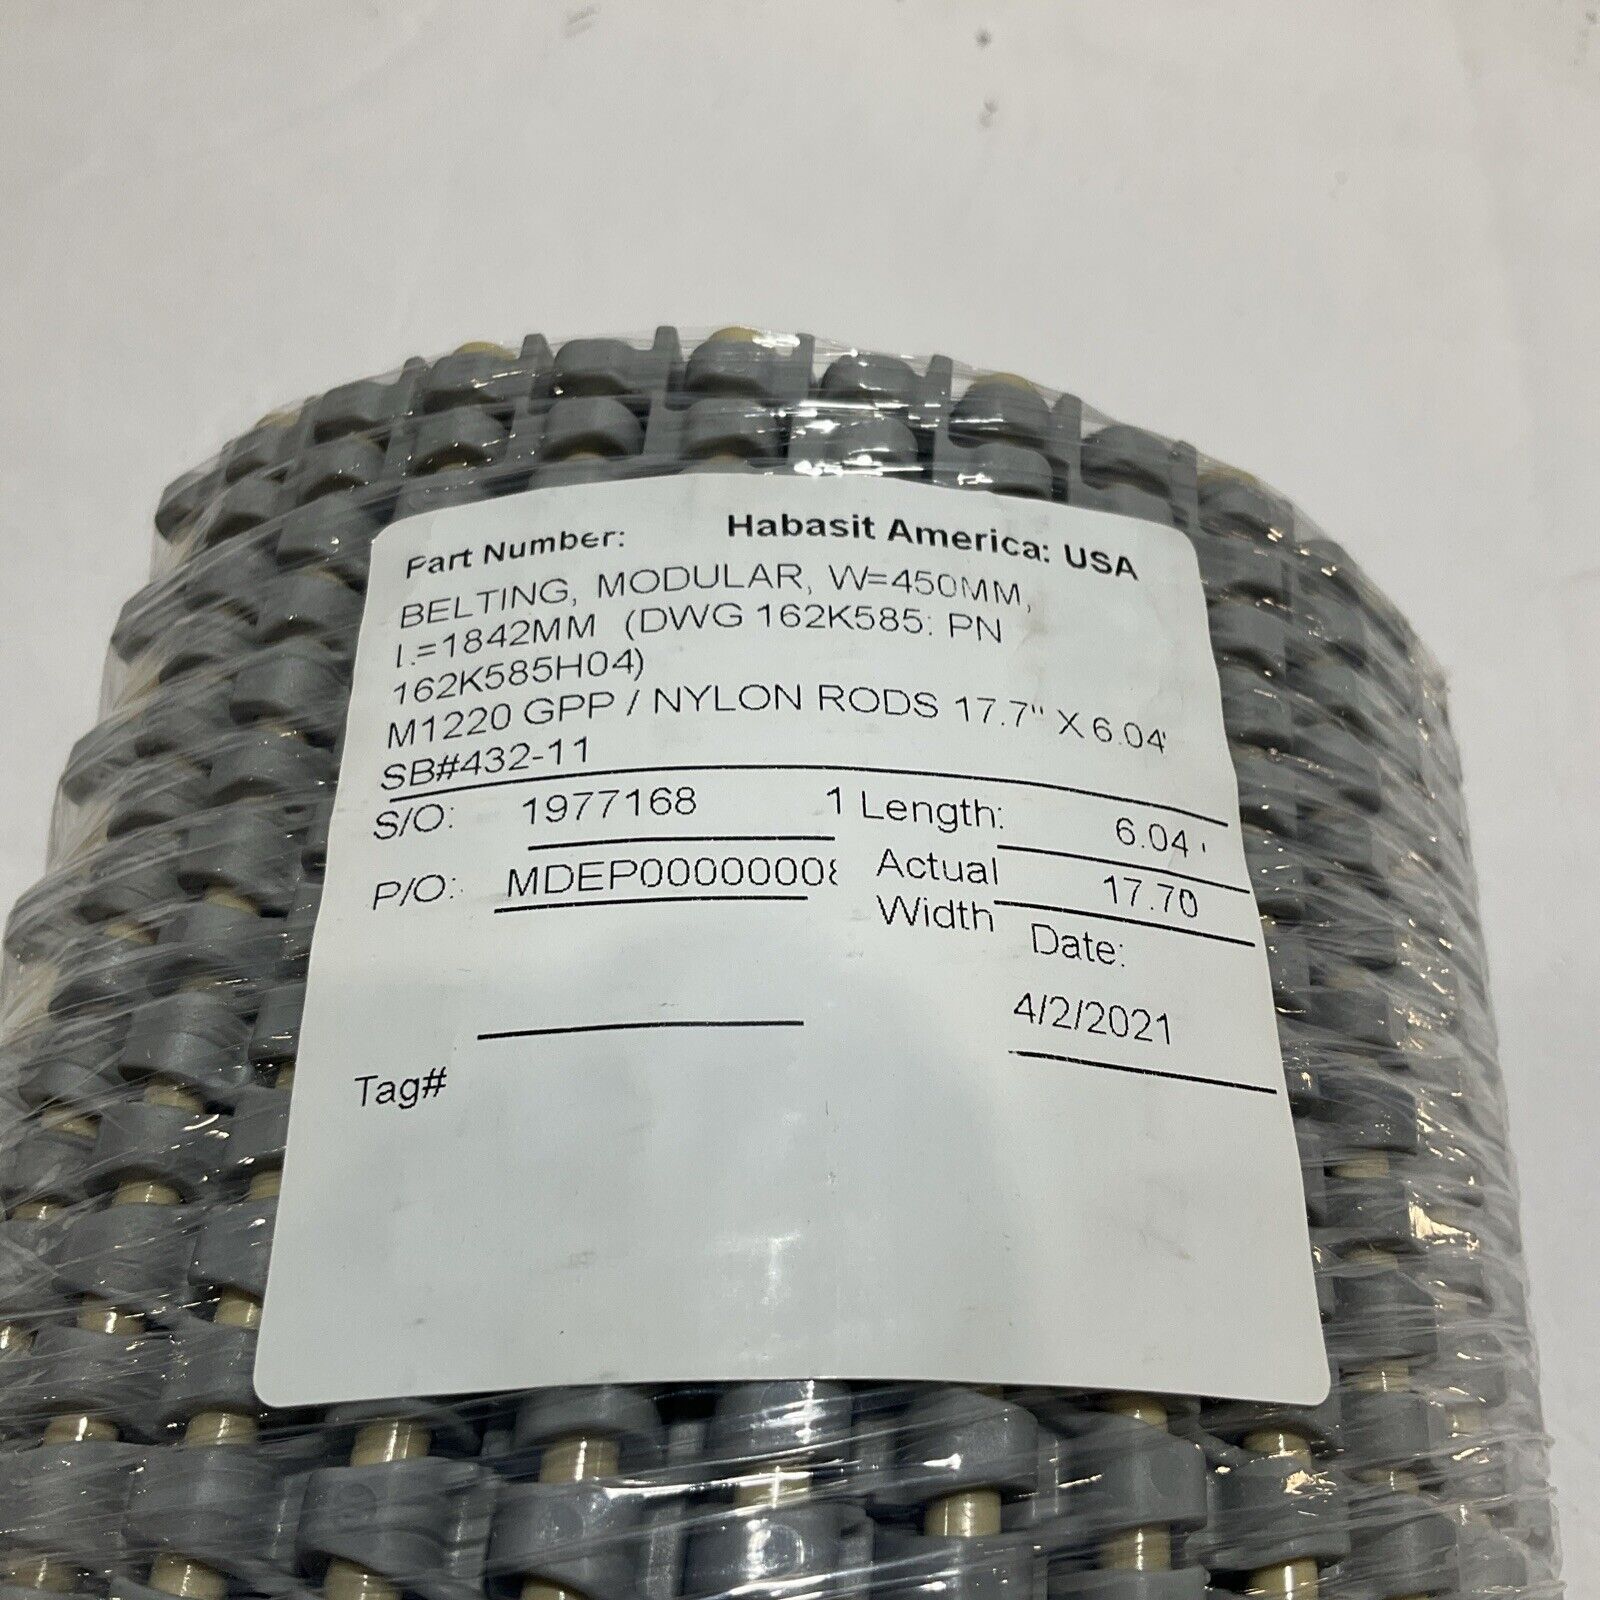 Part Number: Habasit America: USA
BELTING, MODULAR, W=450MM,
L=1842MM (DWG 162K585: PN
162K585H04)
M1220 GPP / NYLON RODS 17.7" X 6.04'
SB#432-11
S/O: 1977168 1 Length: 6.04 '
P/O: MDEP00000008 Actual Width 17.70
Date:
4/2/2021
Tag#